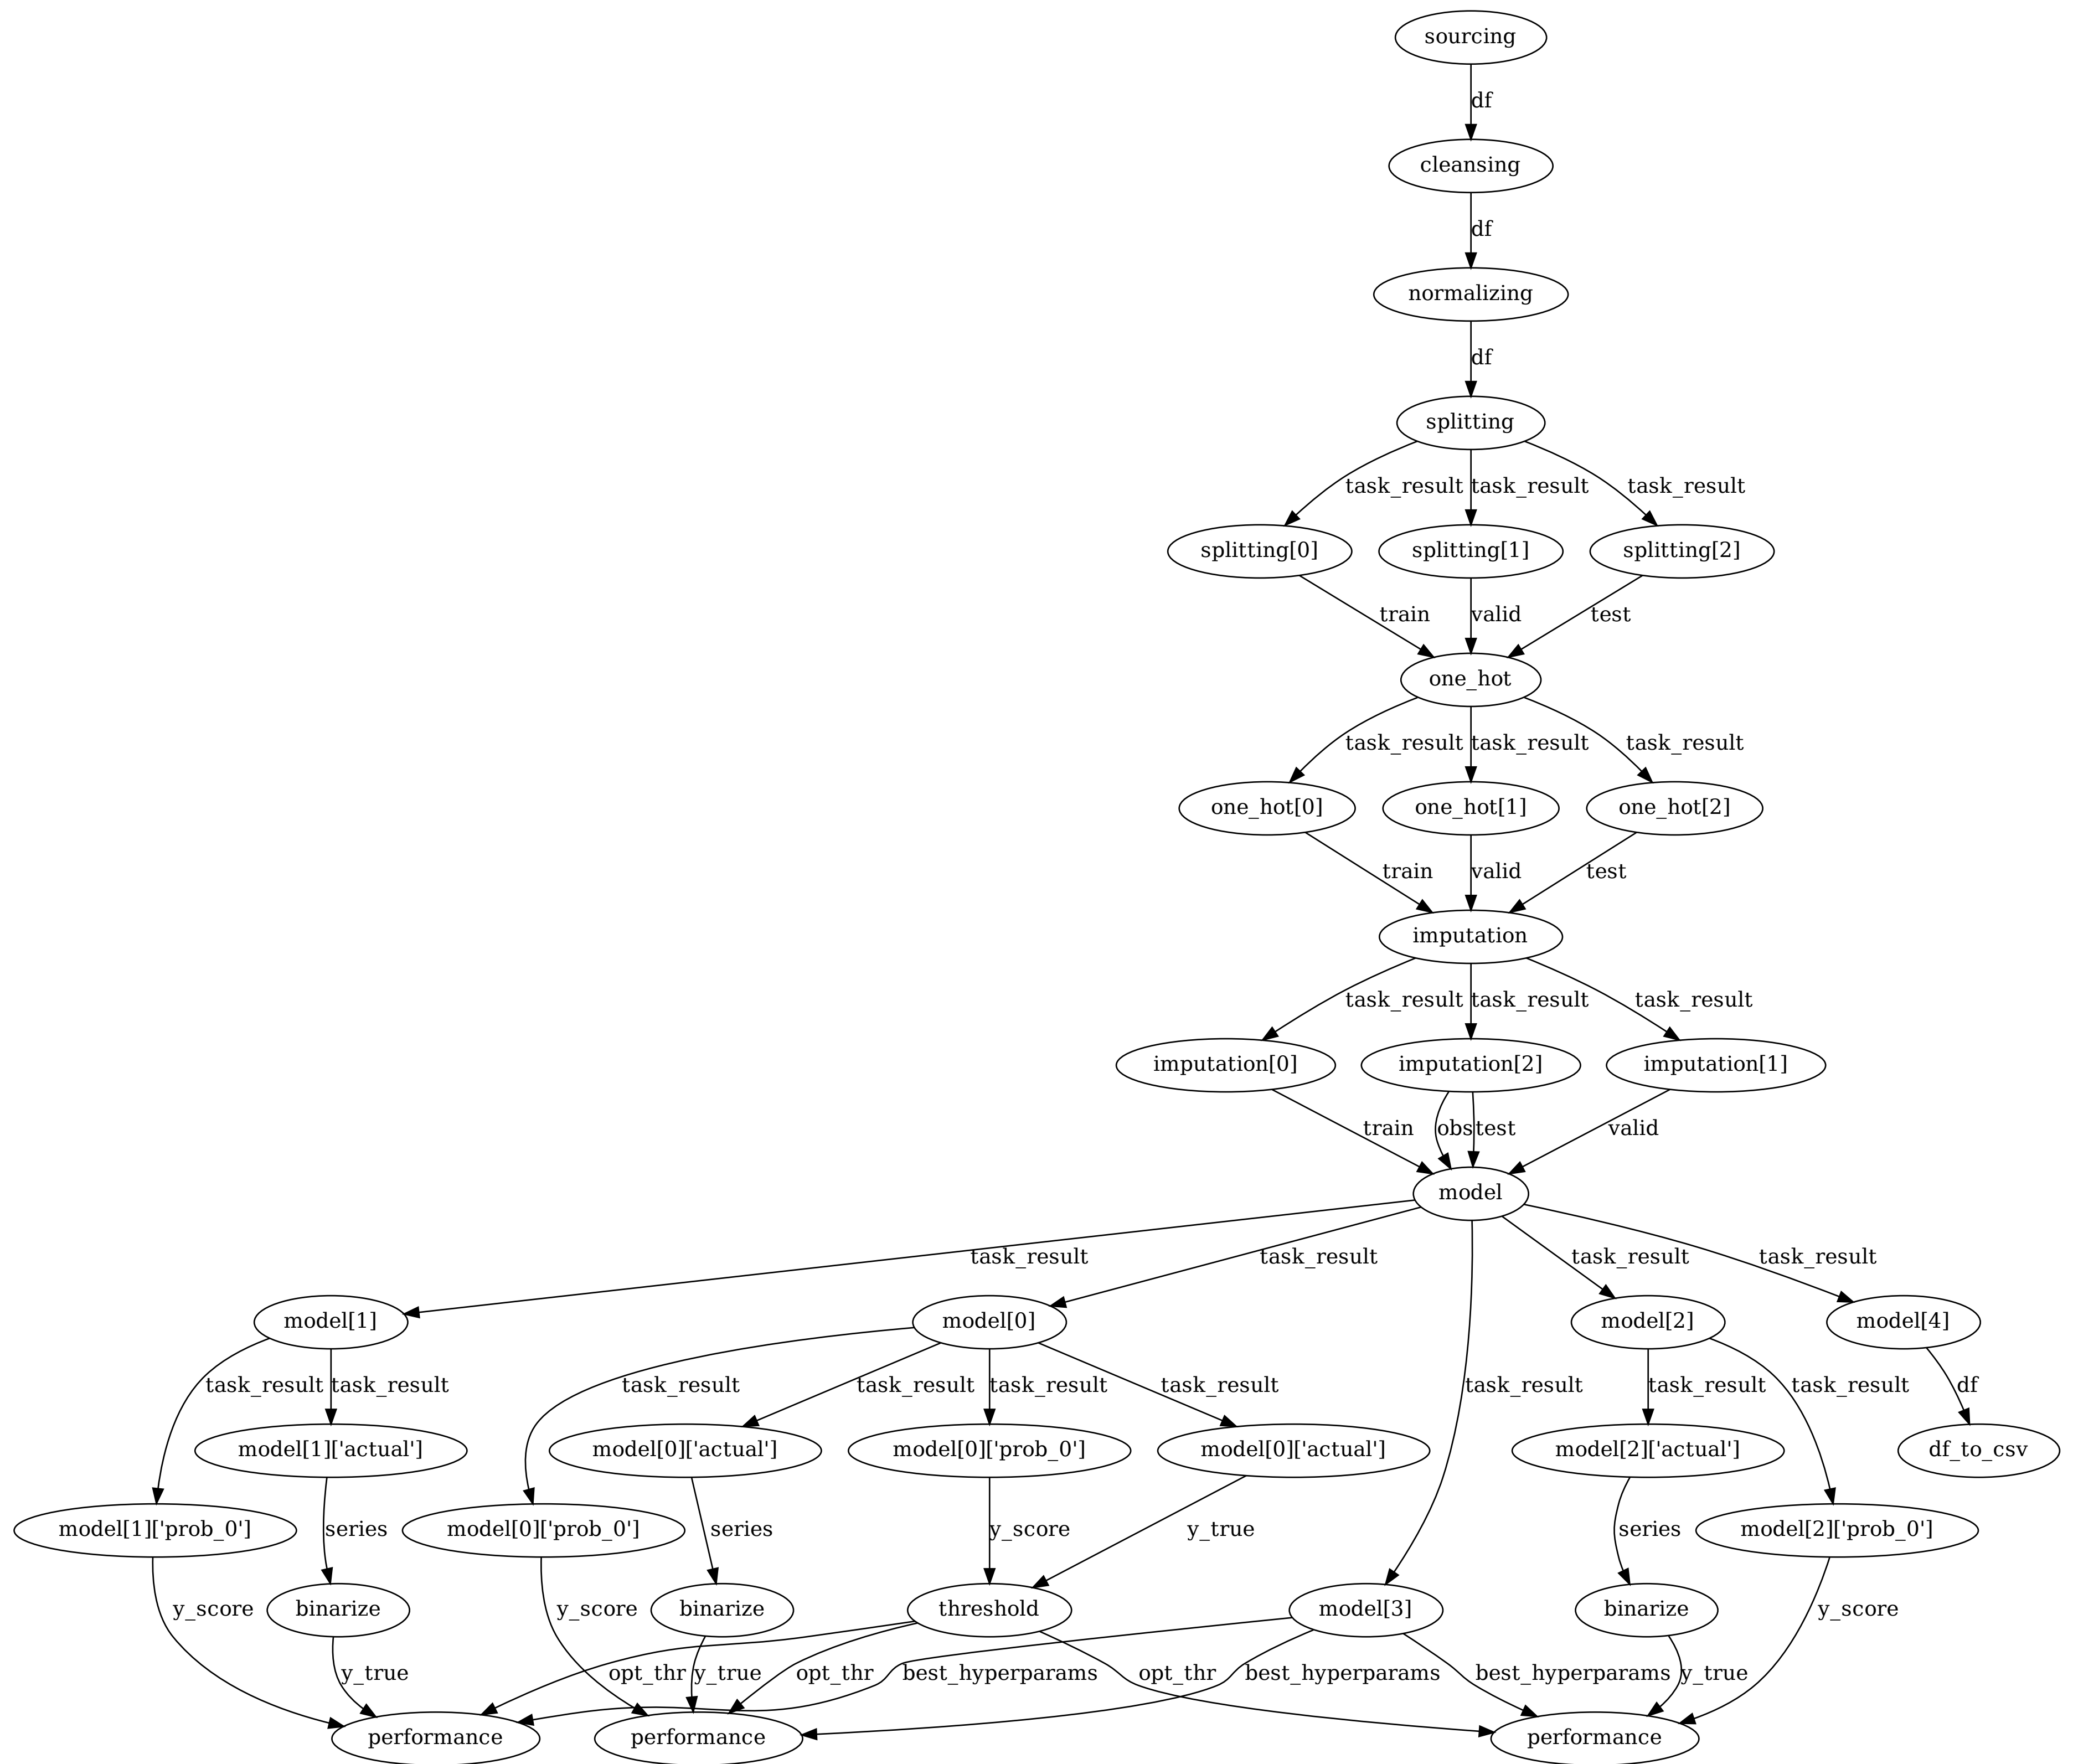 sourcing
df
cleansing
df
normalizing
df
splitting
task_result task_result task_result
splitting[0] splitting[1] splitting[2]
train valid test
one_hot
task_result task_result task_result
one_hot[0] one_hot[1] one_hot[2]
train valid test
imputation
task_result task_result task_result
imputation[0] imputation[2] imputation[1]
train obs test valid
model
task_result task_result task_result task_result
model[1] model[0] model[2] model[4]
task_result task_result task_result task_result task_result task_result task_result task_result task_result df
model[1]['actual'] model[0]['actual'] model[0]['prob_0'] model[0]['actual'] model[2]['actual'] df_to_csv
model[1]['prob_0'] series model[0]['prob_0'] series y_score y_true series model[2]['prob_0']
y_score binarize y_score binarize threshold model[3] binarize y_score
y_true opt_thr y_true opt_thr best_hyperparams opt_thr best_hyperparams best_hyperparams y_true
performance performance performance